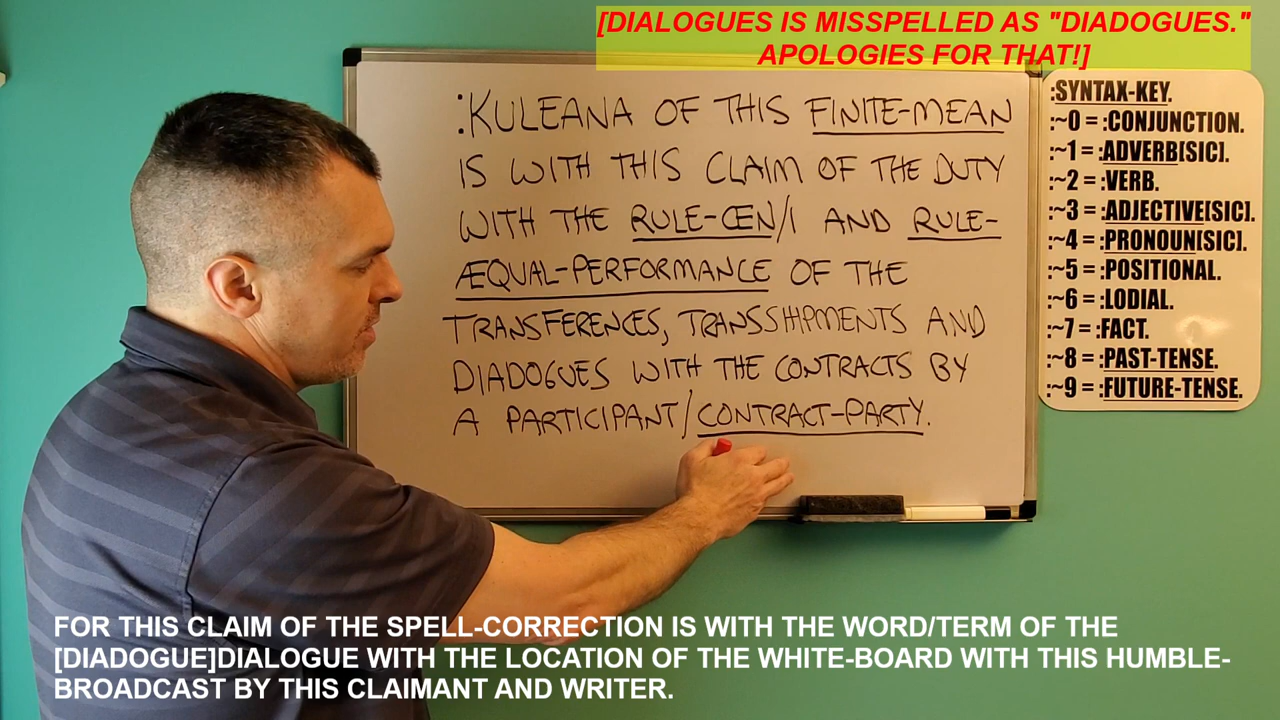 [DIALOGUES IS MISSPELLED AS "DIADOGUES."
APOLOGIES FOR THAT!]
:KULEANA OF THIS FINITE-MEAN
IS WITH THIS CLAIM OF THE DUTY
WITH THE RULE-CEN/1 AND RULE-
ÆQUAL-PERFORMANCE OF THE
TRANSFERENCES, TRANSSHIPMENTS AND
DIADOGUES WITH THE CONTRACTS BY
A PARTICIPANT/CONTRACT-PARTY.
:SYNTAX-KEY.
:~0 = :CONJUNCTION.
:~1 = :ADVERB[SIC].
:~2 = :VERB.
:~3 = :ADJECTIVE[SIC].
:~4 = :PRONOUN[SIC].
:~5 = :POSITIONAL.
:~6 = :LODIAL.
:~7 = :FACT.
:~8 = :PAST-TENSE.
:~9 = :FUTURE-TENSE.
FOR THIS CLAIM OF THE SPELL-CORRECTION IS WITH THE WORD/TERM OF THE
[DIADOGUE]DIALOGUE WITH THE LOCATION OF THE WHITE-BOARD WITH THIS HUMBLE-
BROADCAST BY THIS CLAIMANT AND WRITER.